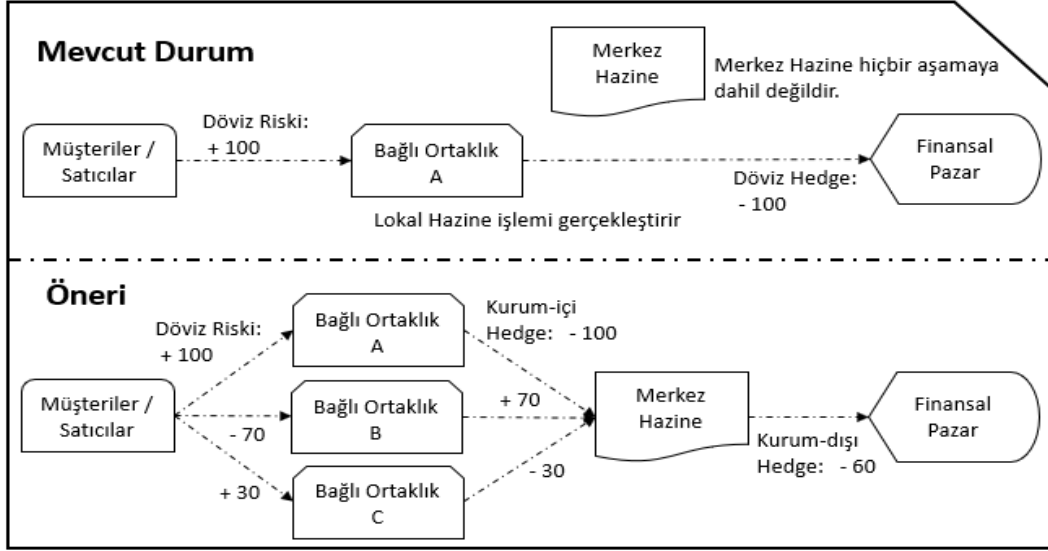 Mevcut Durum
Merkez
Hazine
Merkez Hazine hiçbir aşamaya
dahil değildir.
Müşteriler /
Satıcılar
Döviz Riski:
+ 100
Bağlı Ortaklık
A
Lokal Hazine işlemi gerçekleştirir
Döviz Hedge:
- 100
Finansal
Pazar
Öneri
Müşteriler /
Satıcılar
Döviz Riski:
+ 100
- 70
+ 30
Bağlı Ortaklık
A
Bağlı Ortaklık
B
Bağlı Ortaklık
C
Kurum-içi
Hedge: - 100
+ 70
- 30
Merkez
Hazine
Kurum-dışı
Hedge: - 60
Finansal
Pazar